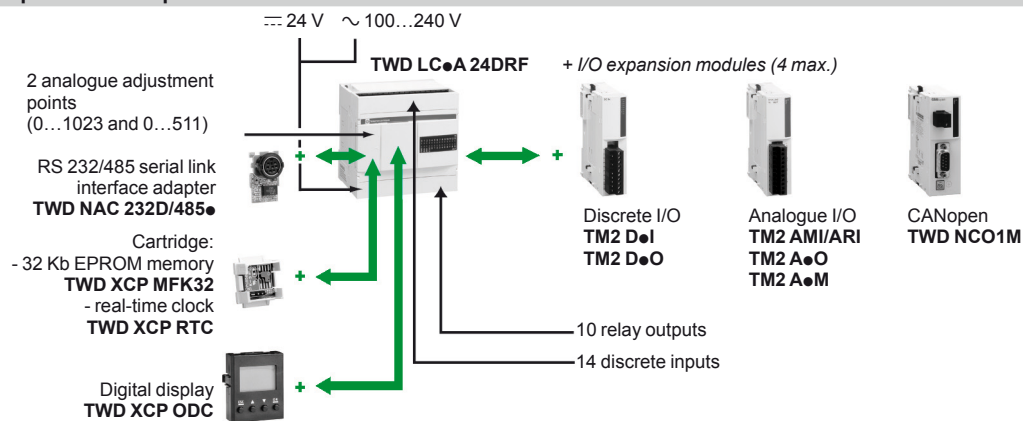 ⎓ 24 V ∼ 100…240 V
TWD LC●A 24DRF
+ I/O expansion modules (4 max.)
2 analogue adjustment
points
(0…1023 and 0…511)
RS 232/485 serial link
interface adapter
TWD NAC 232D/485●
+
+
Cartridge:
- 32 Kb EPROM memory
TWD XCP MFK32
- real-time clock
TWD XCP RTC
+
Digital display
TWD XCP ODC
+
Discrete I/O
TM2 D●I
TM2 D●O
Analogue I/O
TM2 AMI/ARI
TM2 A●O
TM2 A●M
CANopen
TWD NCO1M
10 relay outputs
14 discrete inputs